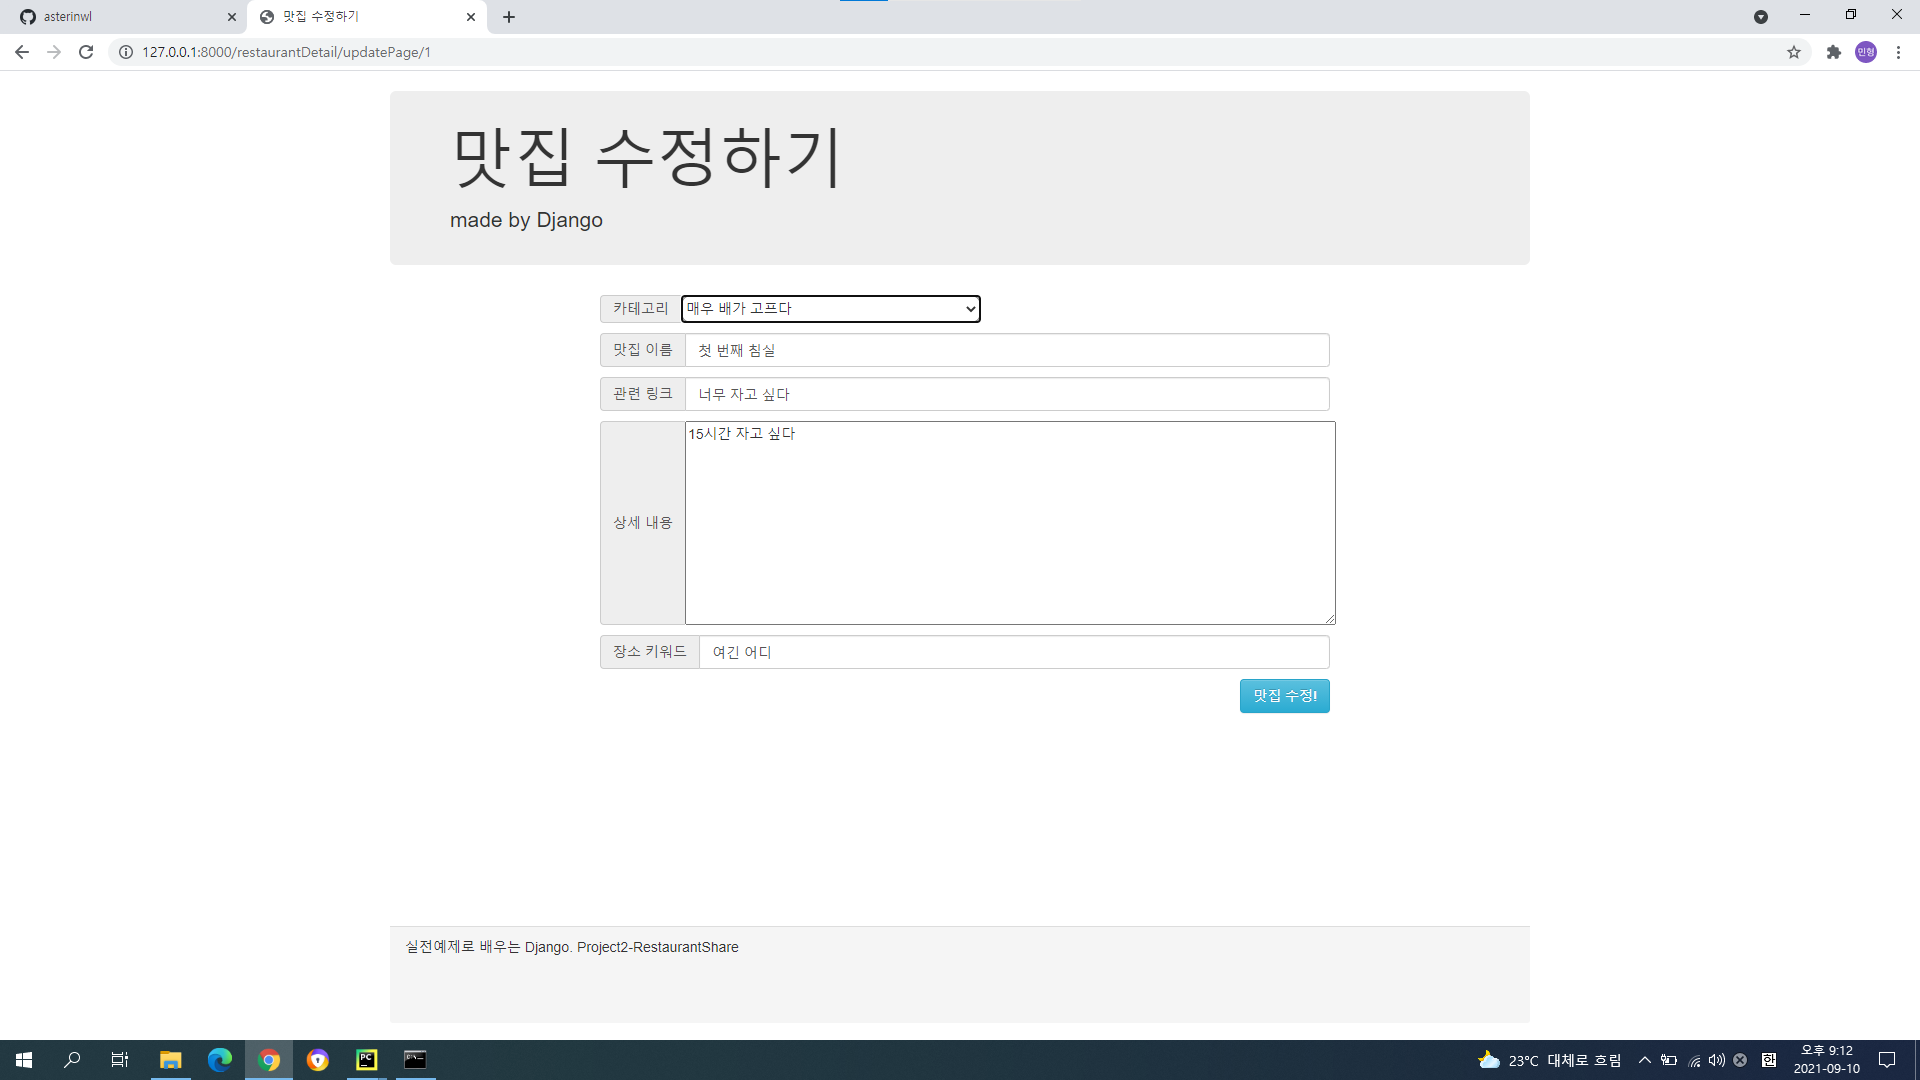 asterinwl
맛집 수정하기
127.0.0.1:8000/restaurantDetail/updatePage/1
민형
맛집 수정하기
made by Django
카테고리 매우 배가 고프다
맛집 이름 첫 번째 침실
관련 링크 너무 자고 싶다
상세 내용 15시간 자고 싶다
장소 키워드 여긴 어디
맛집 수정!
실전예제로 배우는 Django. Project2-RestaurantShare
PC
23°C 대체로 흐림
한
오후 9:12
2021-09-10